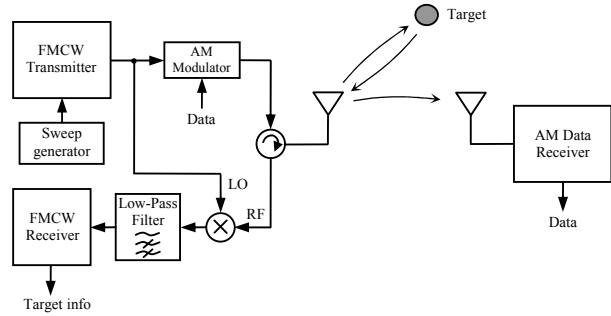 Target
FMCW
Transmitter
AM
Modulator
Data
Sweep
generator
AM Data
Receiver
Data
LO
RF
Low-Pass
Filter
FMCW
Receiver
Target info